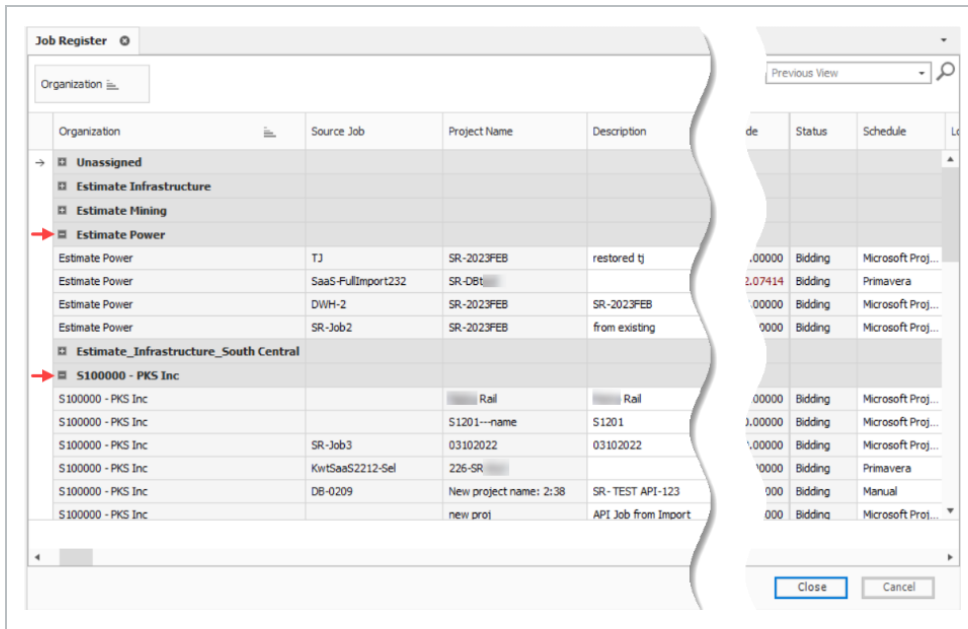 Job Register
Organization
Previous View
Organization Source Job Project Name Description de Status Schedule
Unassigned
Estimate Infrastructure
Estimate Mining
Estimate Power
Estimate Power TJ SR-2023FEB restored tj .00000 Bidding Microsoft Proj...
Estimate Power SaaS-FullImport232 SR-DBt 2.07414 Bidding Primavera
Estimate Power DWH-2 SR-2023FEB SR-2023FEB .00000 Bidding Microsoft Proj...
Estimate Power SR-Job2 SR-2023FEB from existing 0000 Bidding Microsoft Proj...
Estimate_Infrastructure_South Central
S100000 - PKS Inc
S100000 - PKS Inc Rail Rail .00000 Bidding Microsoft Proj...
S100000 - PKS Inc S1201---name S1201 0.00000 Bidding Microsoft Proj...
S100000 - PKS Inc SR-Job3 03102022 03102022 .00000 Bidding Microsoft Proj...
S100000 - PKS Inc KwtSaaS2212-Sel 226-SR 0000 Bidding Primavera
S100000 - PKS Inc DB-0209 New project name: 2:38 SR-TEST API-123 000 Bidding Manual
S100000 - PKS Inc new proj API Job from Import 000 Bidding Microsoft Proj...
Close Cancel